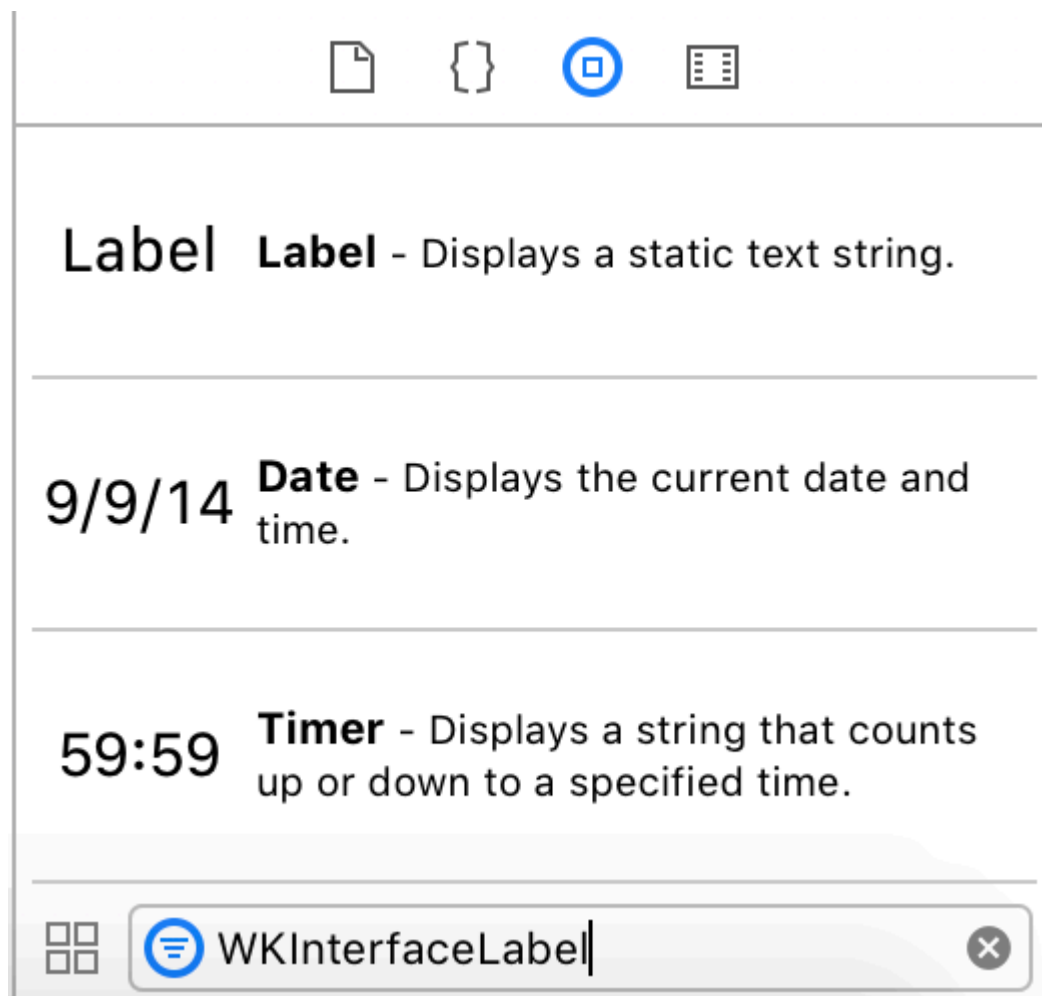 Label Label - Displays a static text string.
9/9/14 Date - Displays the current date and
time.
59:59 Timer - Displays a string that counts
up or down to a specified time.
WKInterfaceLabel